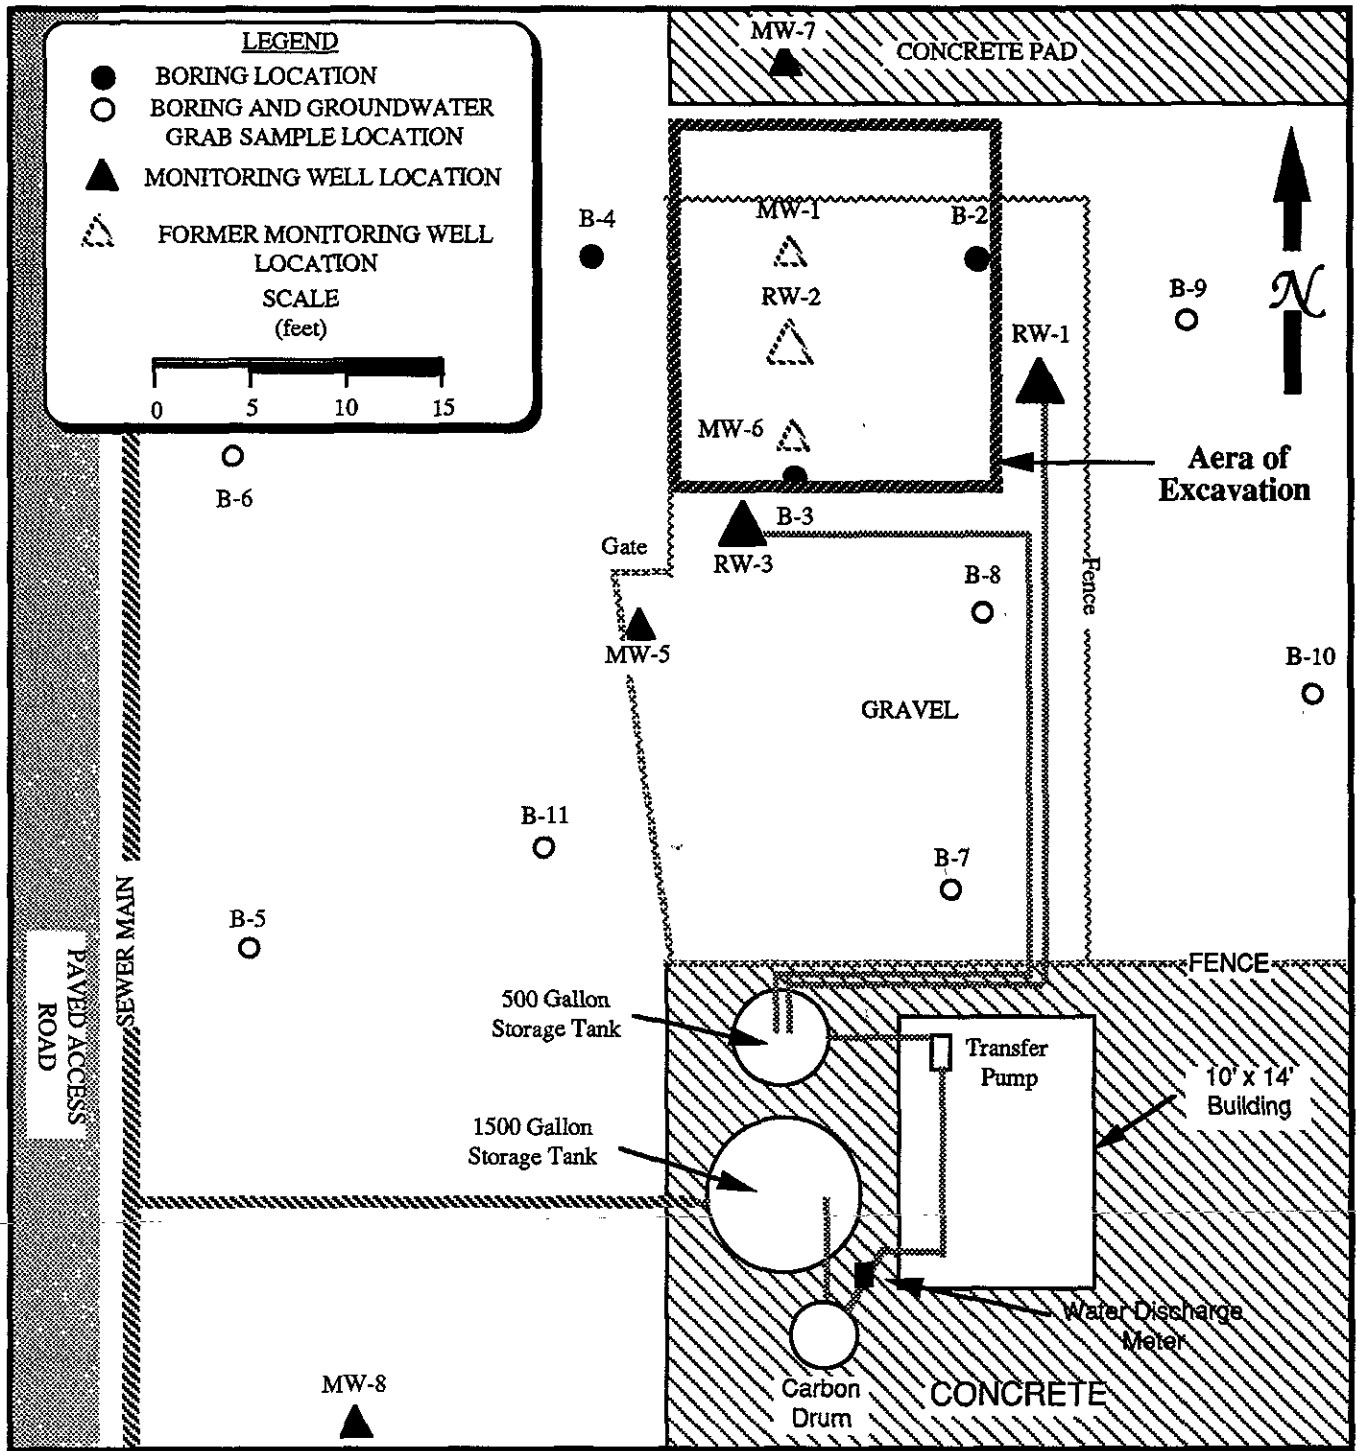 LEGEND
BORING LOCATION
BORING AND GROUNDWATER
GRAB SAMPLE LOCATION
MONITORING WELL LOCATION
FORMER MONITORING WELL
LOCATION
SCALE
(feet)
0 5 10 15
MW-7
CONCRETE PAD
MW-1
B-2
B-4
RW-2
B-9
N
RW-1
MW-6
Aera of
Excavation
B-6
B-3
Gate
RW-3
B-8
Fence
MW-5
B-10
GRAVEL
B-11
B-7
B-5
SEWER MAIN
PAVED ACCESS
ROAD
FENCE
500 Gallon
Storage Tank
Transfer
Pump
10' x 14'
Building
1500 Gallon
Storage Tank
Water Discharge
Meter
MW-8
Carbon
Drum
CONCRETE